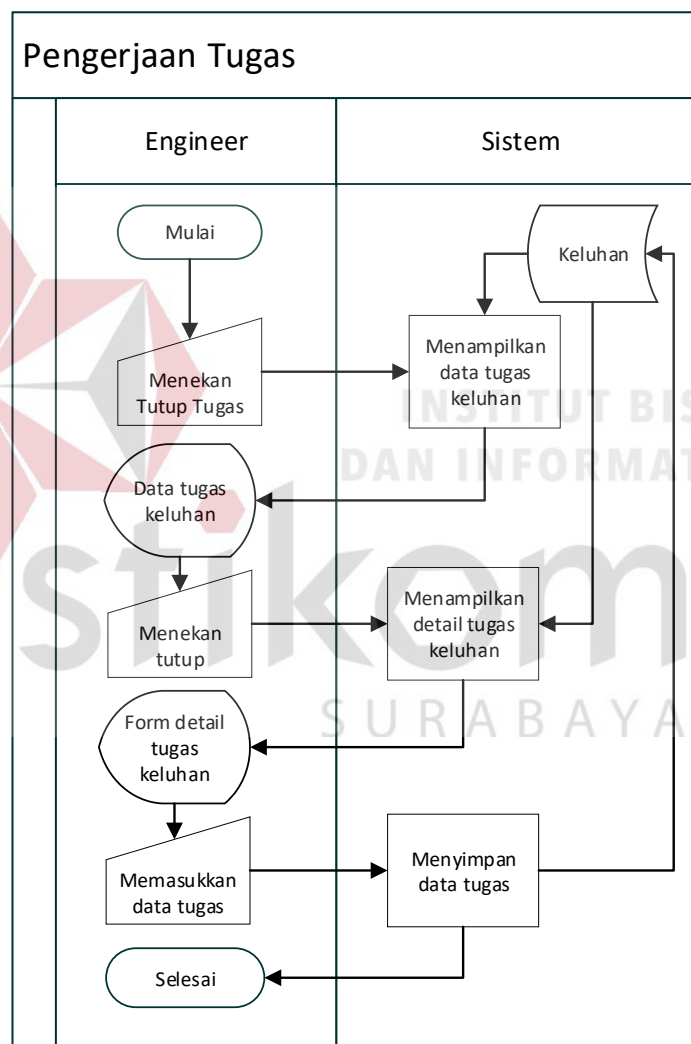 Pengerjaan Tugas
Engineer
Sistem
Mulai
Keluhan
Menekan
Tutup Tugas
Menampilkan
data tugas
keluhan
INSTITUT BIS
DAN INFORMAT
Data tugas
keluhan
stikom
Menekan
tutup
Menampilkan
detail tugas
keluhan
SURABAYA
Form detail
tugas
keluhan
Memasukkan
data tugas
Menyimpan
data tugas
Selesai